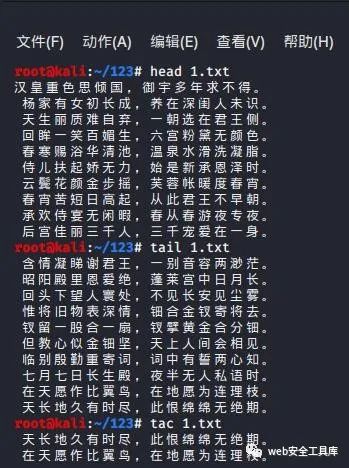 文件(F) 动作(A) 编辑(E) 查看(V) 帮助(H)
root@kali:~/123# head 1.txt
汉皇重色思倾国，御宇多年求不得。
杨家有女初长成，养在深闺人未识。
天生丽质难自弃，一朝选在君王侧。
回眸一笑百媚生，六宫粉黛无颜色。
春寒赐浴华清池，温泉水滑洗凝脂。
侍儿扶起娇无力，始是新承恩泽时。
云鬓花颜金步摇，芙蓉帐暖度春宵。
春宵苦短日高起，从此君王不早朝。
承欢侍宴无闲暇，春从春游夜专夜。
后宫佳丽三千人，三千宠爱在一身。
root@kali:~/123# tail 1.txt
含情凝睇谢君王，一别音容两渺茫。
昭阳殿里恩爱绝，蓬莱宫中日月长。
回头下望人寰处，不见长安见尘雾。
惟将旧物表深情，钿合金钗寄将去。
钗留一股合一扇，钗擘黄金合分钿。
但教心似金钿坚，天上人间会相见。
临别殷勤重寄词，词中有誓两心知。
七月七日长生殿，夜半无人私语时。
在天愿作比翼鸟，在地愿为连理枝。
天长地久有时尽，此恨绵绵无绝期。
root@kali:~/123# tac 1.txt
天长地久有时尽，此恨绵绵无绝期。
在天愿作比翼鸟，在地愿为连理枝。
web安全工具库